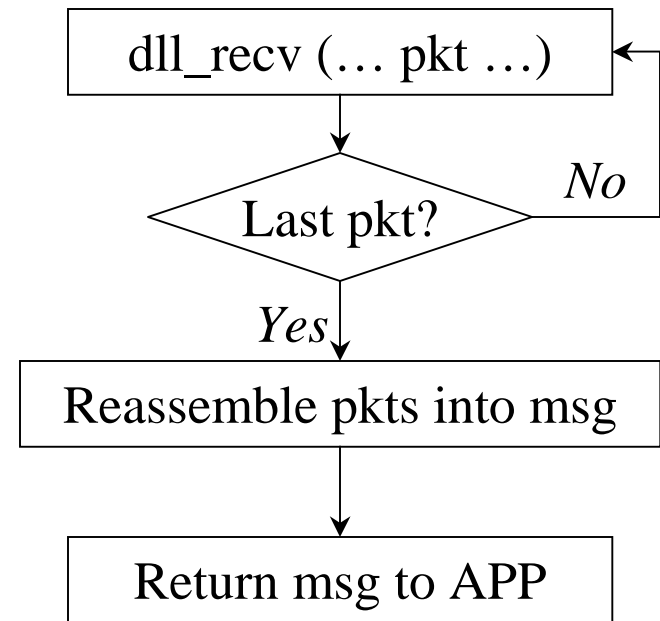 dll_recv (… pkt …)
No
Last pkt?
Yes
Reassemble pkts into msg
Return msg to APP